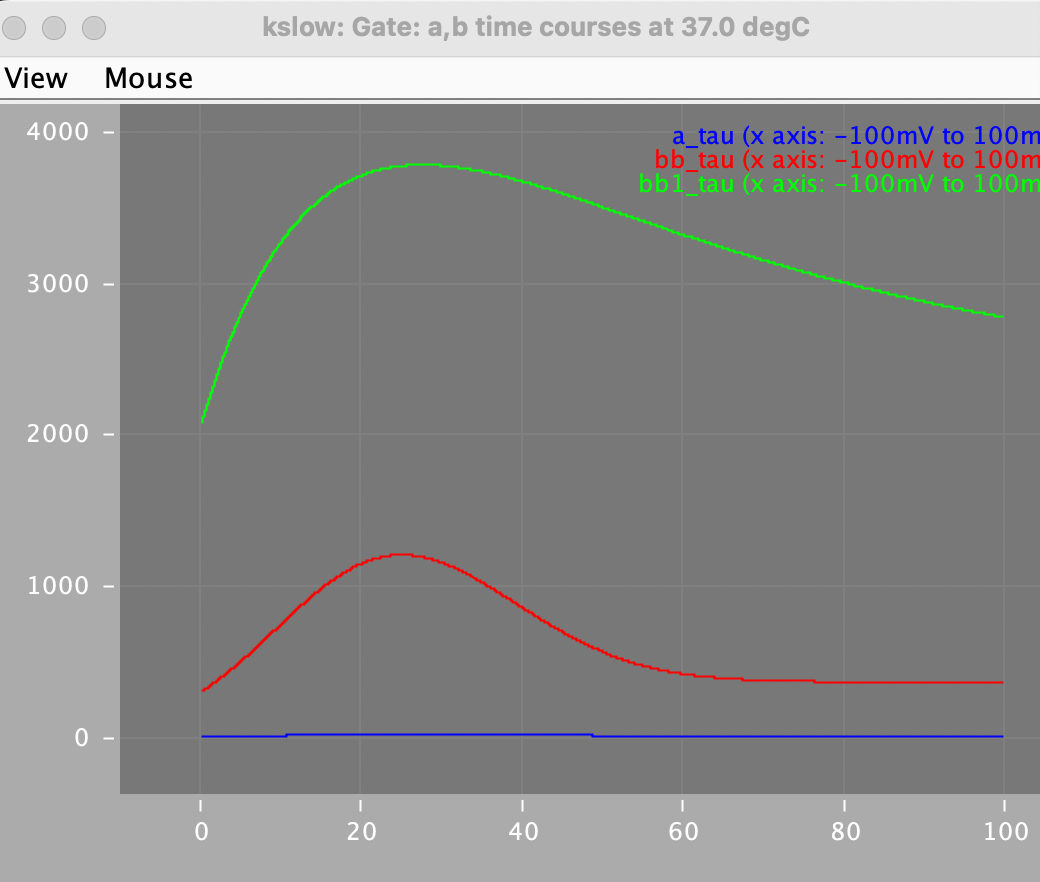 kslow: Gate: a,b time courses at 37.0 degC
View Mouse
4000
a_tau (x axis: −100mV to 100m
bb_tau (x axis: −100mV to 100m
bb1_tau (x axis: −100mV to 100m
3000
2000
1000
0
0 20 40 60 80 100